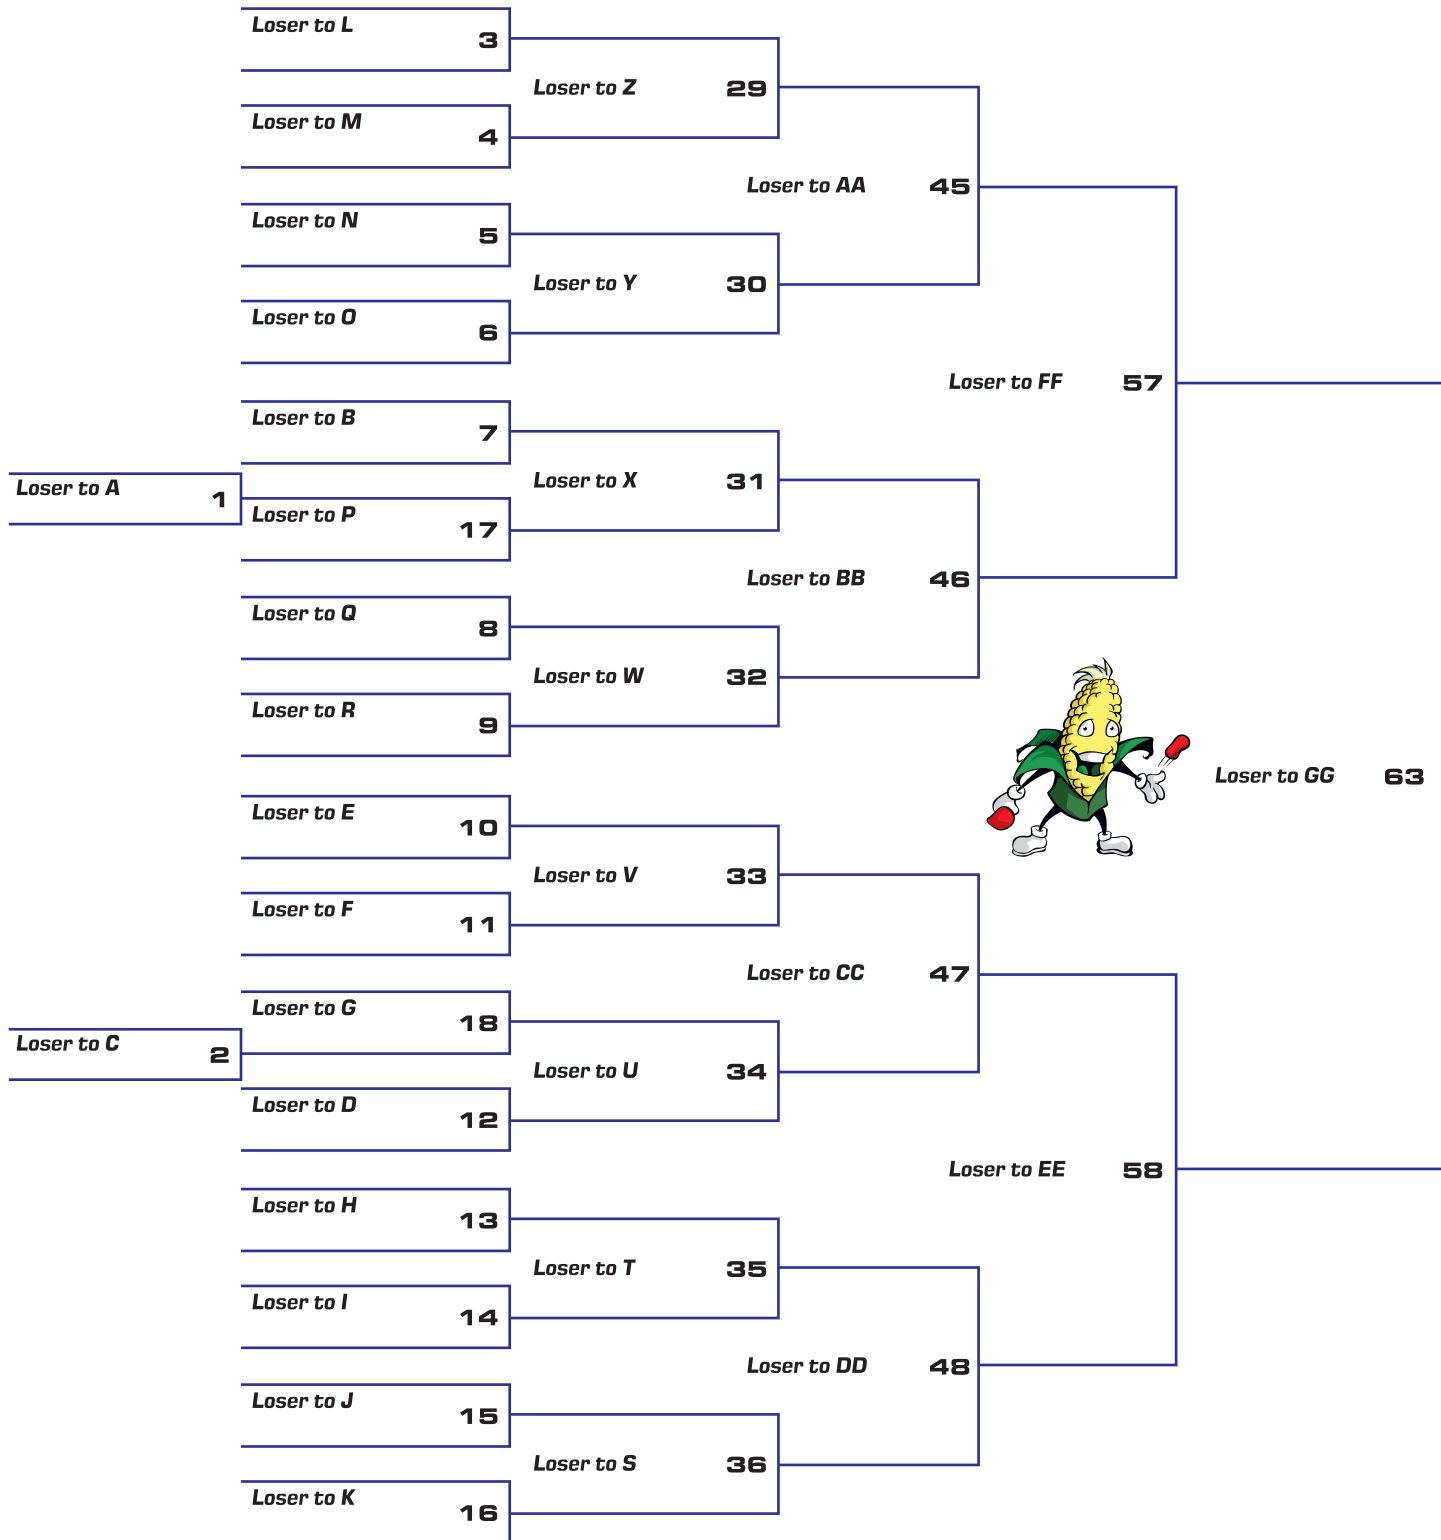 Loser to L
3
Loser to Z 29
Loser to M
4
Loser to AA 45
Loser to N
5
Loser to Y 30
Loser to O
6
Loser to FF 57
Loser to B
7
Loser to X 31
Loser to A 1
Loser to P
17
Loser to BB 46
Loser to Q
8
Loser to W 32
Loser to R
9
Loser to GG 63
Loser to E
10
Loser to V 33
Loser to F
11
Loser to CC 47
Loser to G
18
Loser to C 2
Loser to U 34
Loser to D
12
Loser to EE 58
Loser to H
13
Loser to T 35
Loser to I
14
Loser to DD 48
Loser to J
15
Loser to S 36
Loser to K
16